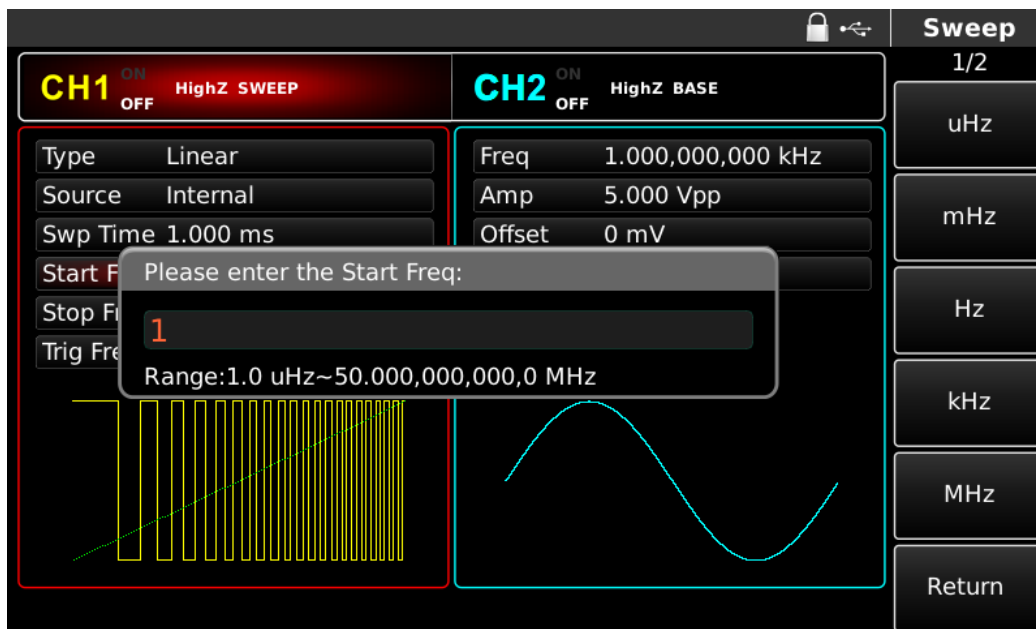 Sweep
1/2
CH1 ON OFF HighZ SWEEP
CH2 ON OFF HighZ BASE
Type Linear
Source Internal
Swp Time 1.000 ms
Start F
Stop Fr
Trig Fre
Freq 1.000,000,000 kHz
Amp 5.000 Vpp
Offset 0 mV
Please enter the Start Freq:
1
Range:1.0 uHz~50.000,000,000,0 MHz
uHz
mHz
Hz
kHz
MHz
Return